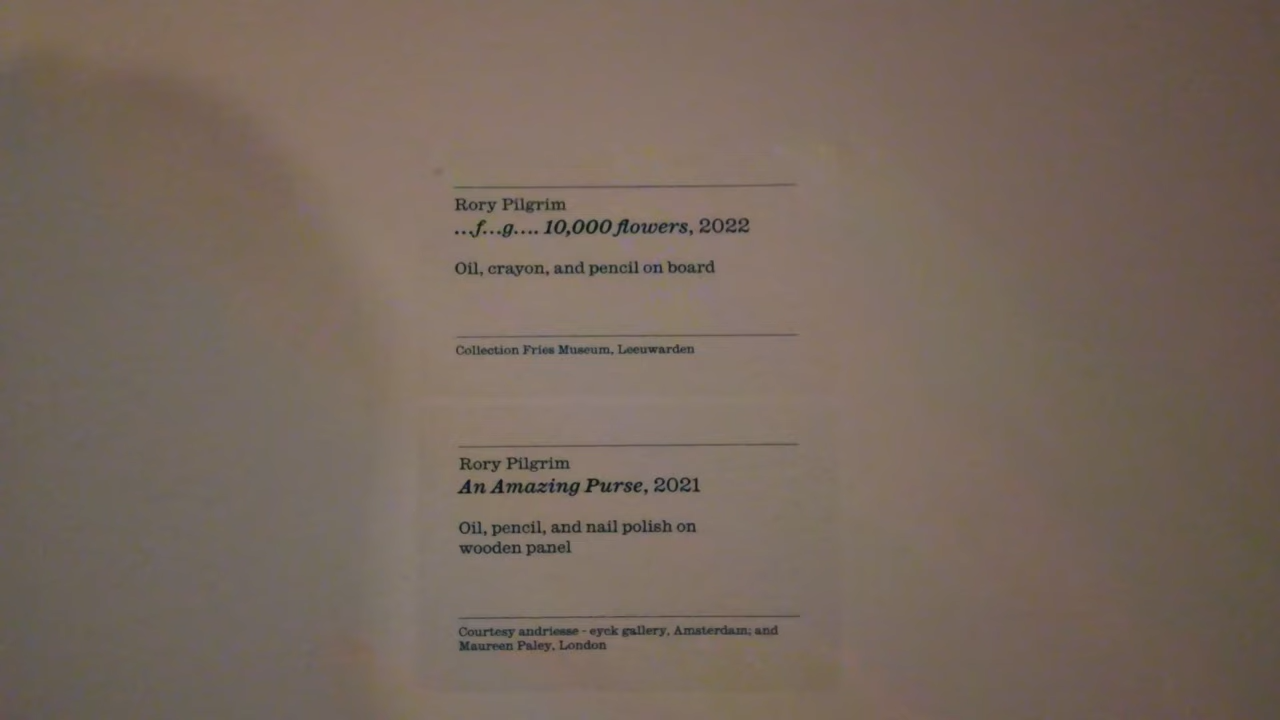 Rory Pilgrim
...f...g.... 10,000 flowers, 2022
Oil, crayon, and pencil on board
Collection Fries Museum, Leeuwarden
Rory Pilgrim
An Amazing Purse, 2021
Oil, pencil, and nail polish on
wooden panel
Courtesy andriesse - eyck gallery, Amsterdam; and
Maureen Paley, London